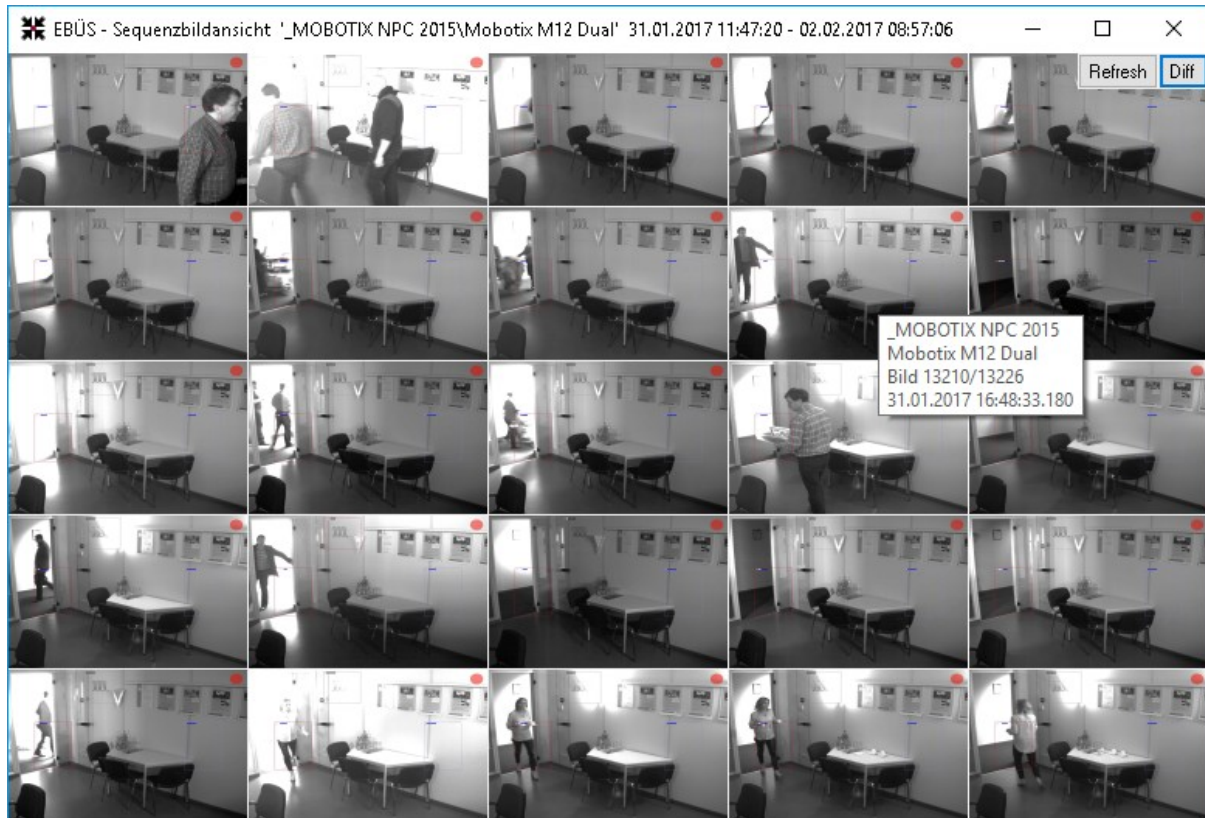 EBÜS - Sequenzbildansicht '_MOBOTIX NPC 2015\Mobotix M12 Dual' 31.01.2017 11:47:20 - 02.02.2017 08:57:06
Refresh Diff
_MOBOTIX NPC 2015
Mobotix M12 Dual
Bild 13210/13226
31.01.2017 16:48:33.180